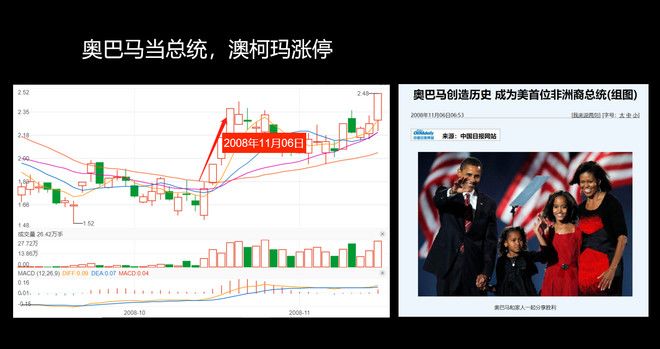 奥巴马当总统，澳柯玛涨停
2.52
2.48
2.35
2.18
2008年11月06日
2.00
1.83
1.66
1.52
1.48
成交量 26.42万手
27.72万
13.86万
0.00
MACD (12,26,9) DIFF:0.09 DEA:0.07 MACD:0.04
0.16
0.01
-0.15
2008-10
2008-11
奥巴马创造历史 成为美首位非洲裔总统(组图)
2008年11月06日06:53
[我来说两句] [字号：大 中 小]
来源：中国日报网站
奥巴马和家人一起分享胜利